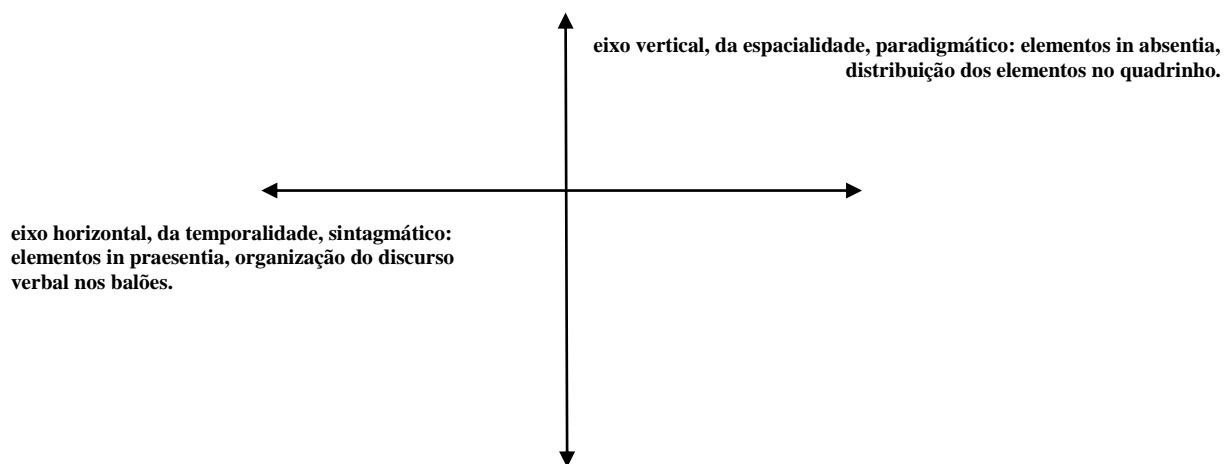 eixo vertical, da espacialidade, paradigmático: elementos in absentia,
distribuição dos elementos no quadrinho.
eixo horizontal, da temporalidade, sintagmático:
elementos in praesentia, organização do discurso
verbal nos balões.